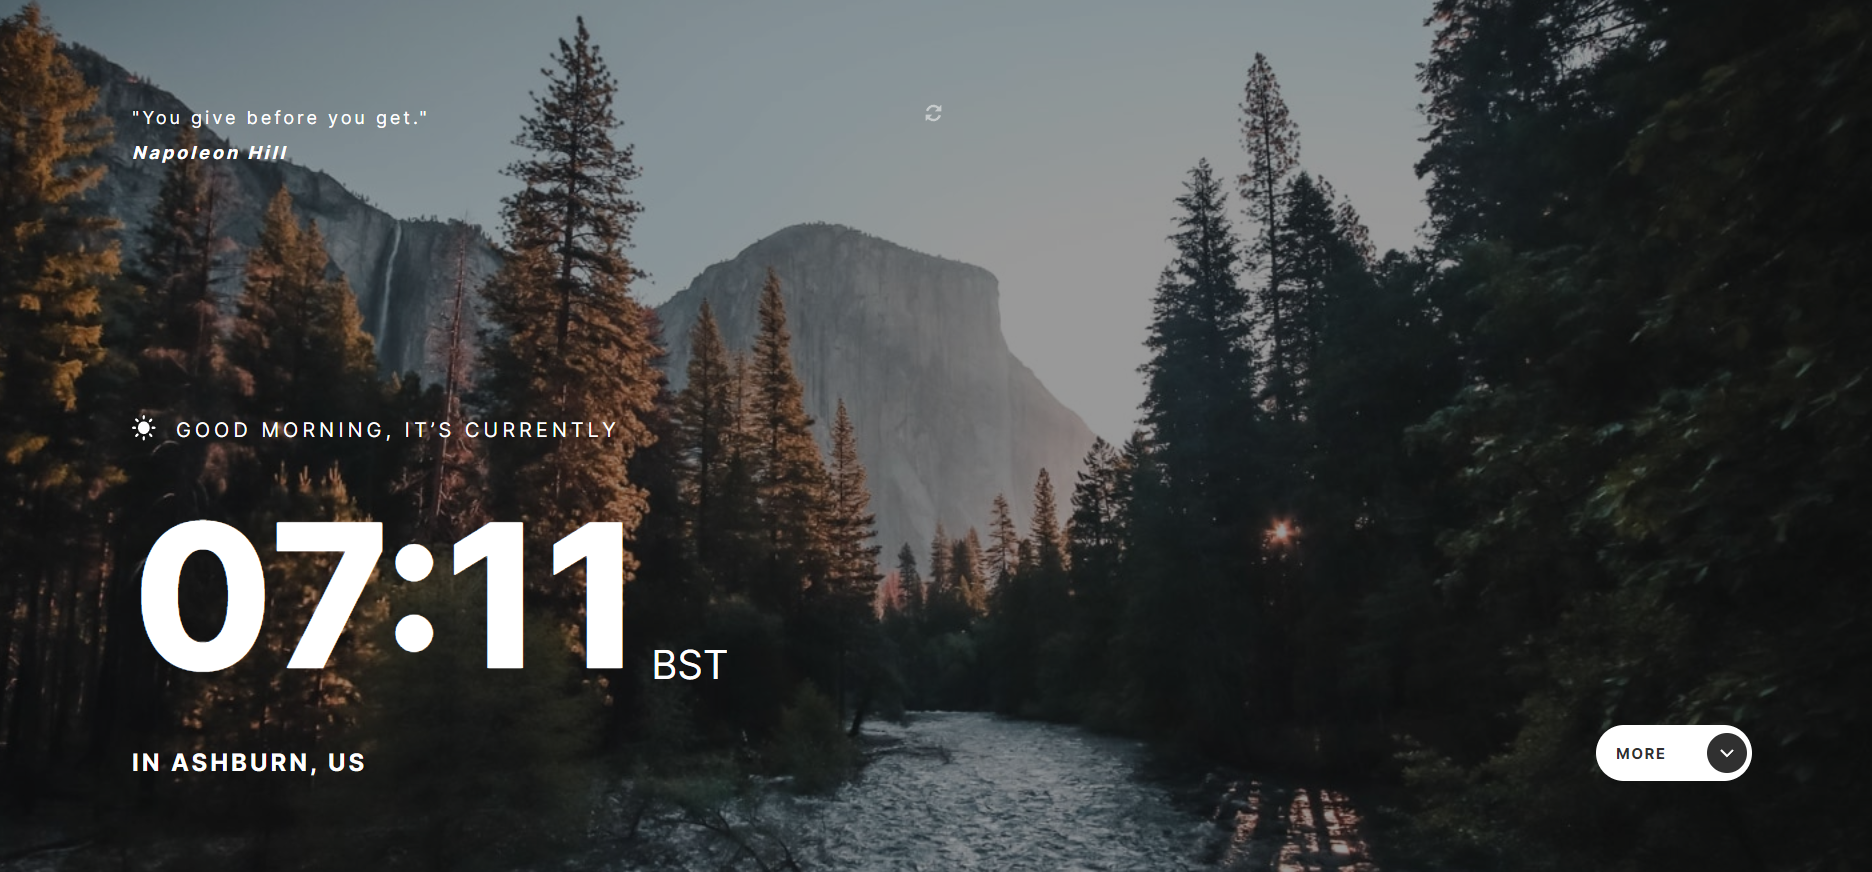 "You give before you get."
Napoleon Hill
GOOD MORNING, IT'S CURRENTLY
07:11 BST
IN ASHBURN, US
MORE